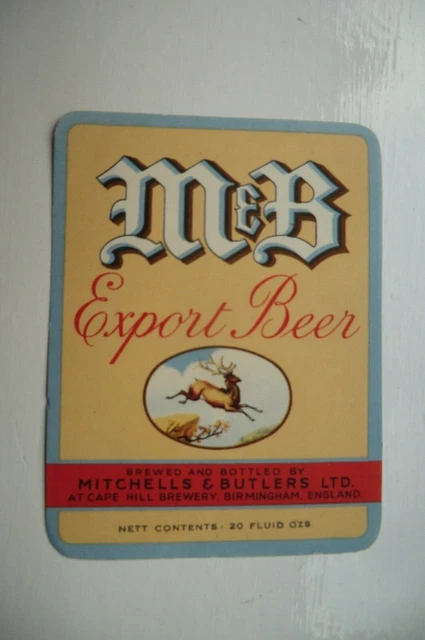 M&B
Export Beer
BREWED AND BOTTLED BY
MITCHELLS & BUTLERS LTD.
AT CAPE HILL BREWERY, BIRMINGHAM, ENGLAND.
NETT CONTENTS: 20 FLUID OZS